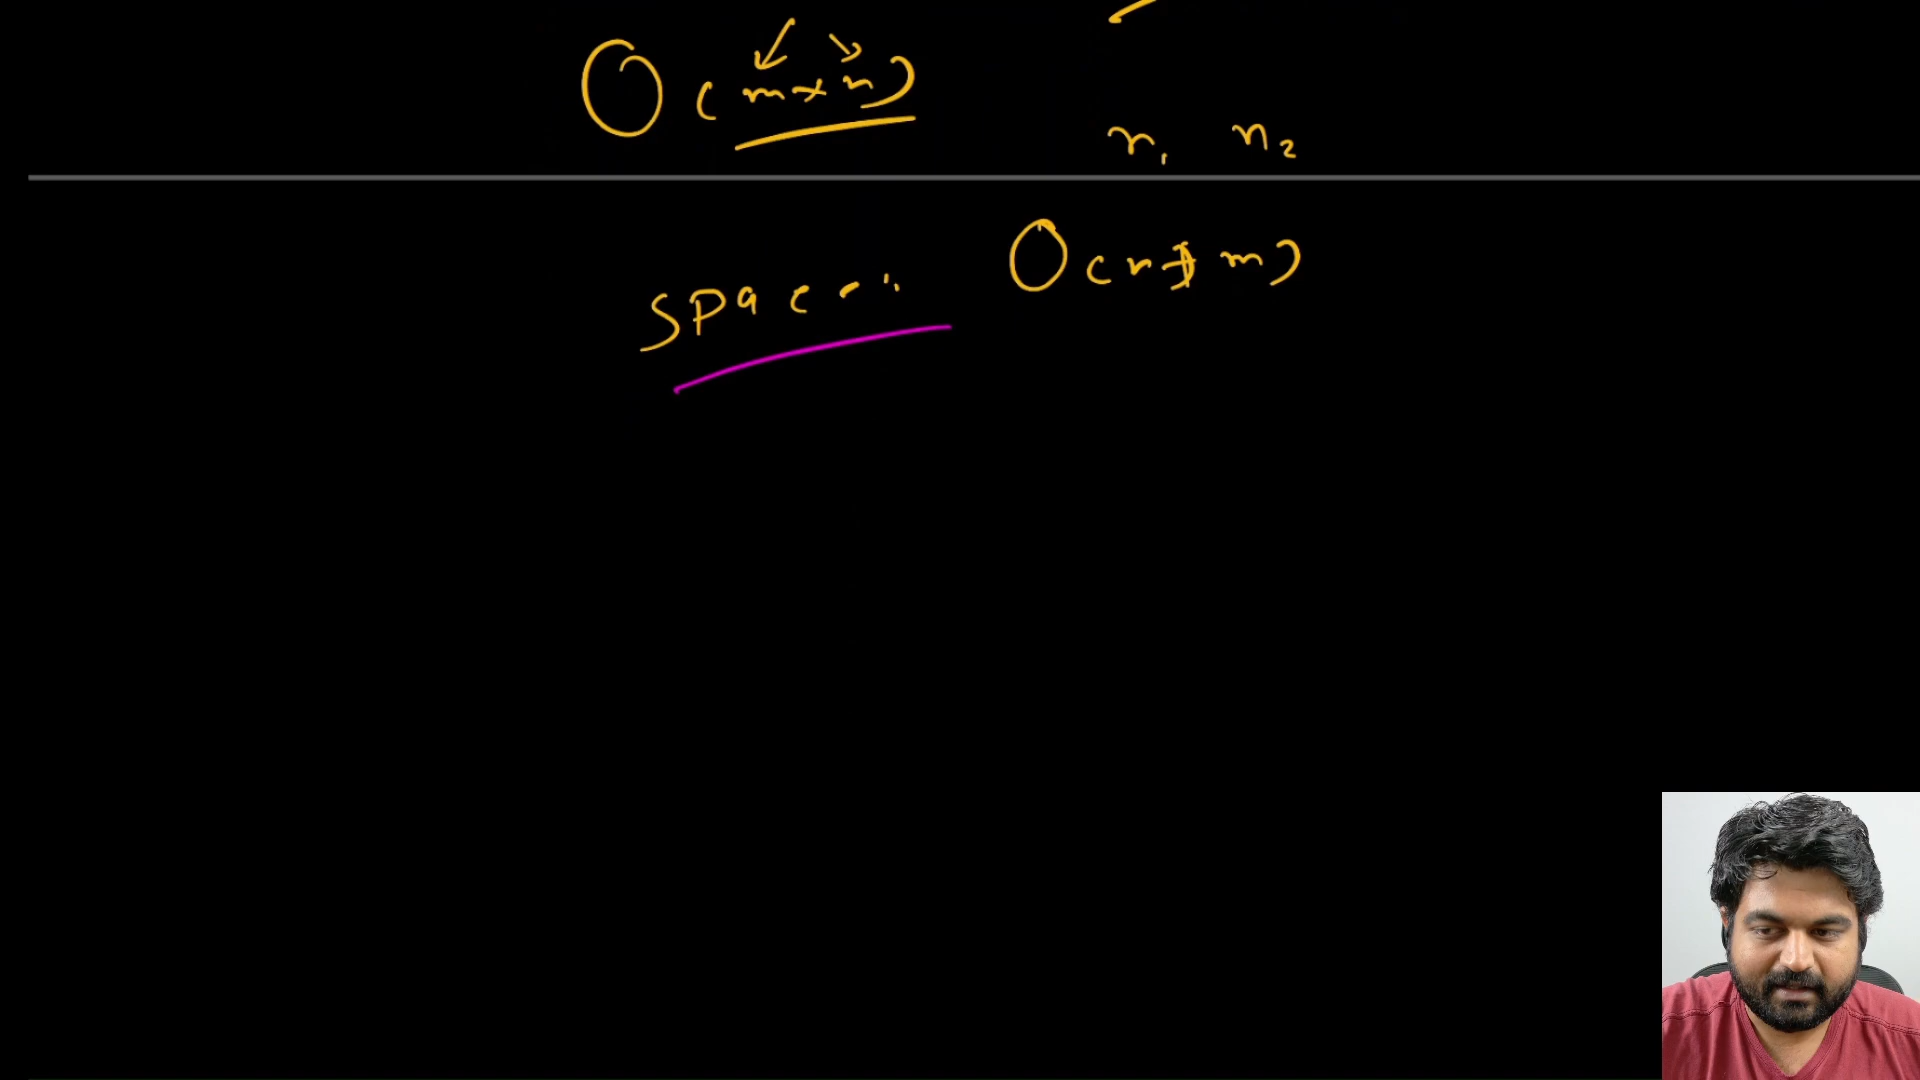 O(m×n)
n₁ n₂
space: O(n+m)